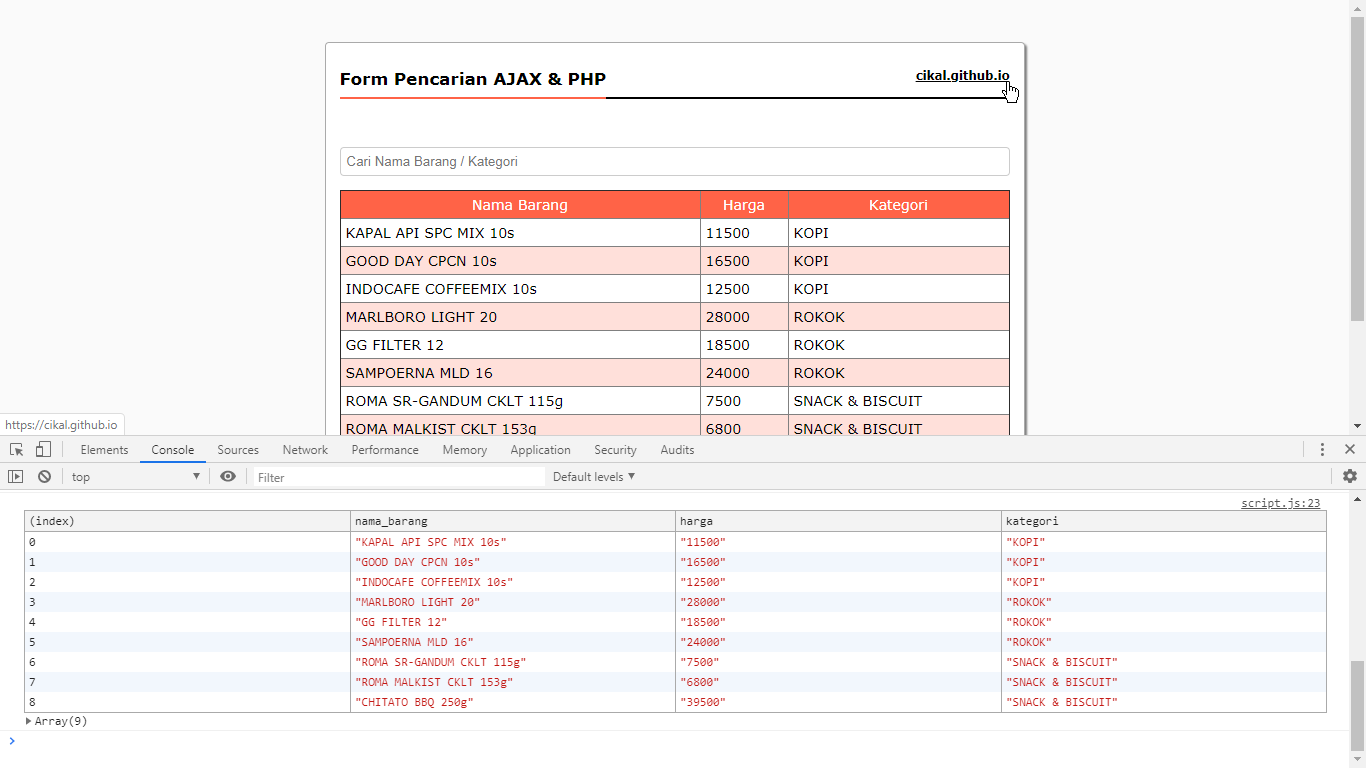 Form Pencarian AJAX & PHP
cikal.github.io
Cari Nama Barang / Kategori
Nama Barang Harga Kategori
KAPAL API SPC MIX 10s 11500 KOPI
GOOD DAY CPCN 10s 16500 KOPI
INDOCAFE COFFEEMIX 10s 12500 KOPI
MARLBORO LIGHT 20 28000 ROKOK
GG FILTER 12 18500 ROKOK
SAMPOERNA MLD 16 24000 ROKOK
ROMA SR-GANDUM CKLT 115g 7500 SNACK & BISCUIT
ROMA MALKIST CKLT 153g 6800 SNACK & BISCUIT
https://cikal.github.io
Elements Console Sources Network Performance Memory Application Security Audits
top Filter Default levels
script.js:23
(index) nama_barang harga kategori
0 "KAPAL API SPC MIX 10s" "11500" "KOPI"
1 "GOOD DAY CPCN 10s" "16500" "KOPI"
2 "INDOCAFE COFFEEMIX 10s" "12500" "KOPI"
3 "MARLBORO LIGHT 20" "28000" "ROKOK"
4 "GG FILTER 12" "18500" "ROKOK"
5 "SAMPOERNA MLD 16" "24000" "ROKOK"
6 "ROMA SR-GANDUM CKLT 115g" "7500" "SNACK & BISCUIT"
7 "ROMA MALKIST CKLT 153g" "6800" "SNACK & BISCUIT"
8 "CHITATO BBQ 250g" "39500" "SNACK & BISCUIT"
Array(9)